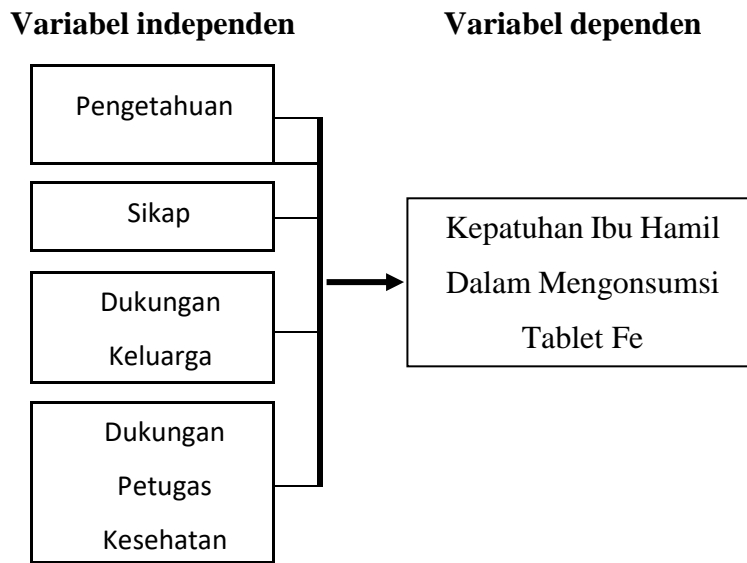 Variabel independen
Variabel dependen
Pengetahuan
Sikap
Dukungan
Keluarga
Dukungan
Petugas
Kesehatan
Kepatuhan Ibu Hamil
Dalam Mengonsumsi
Tablet Fe